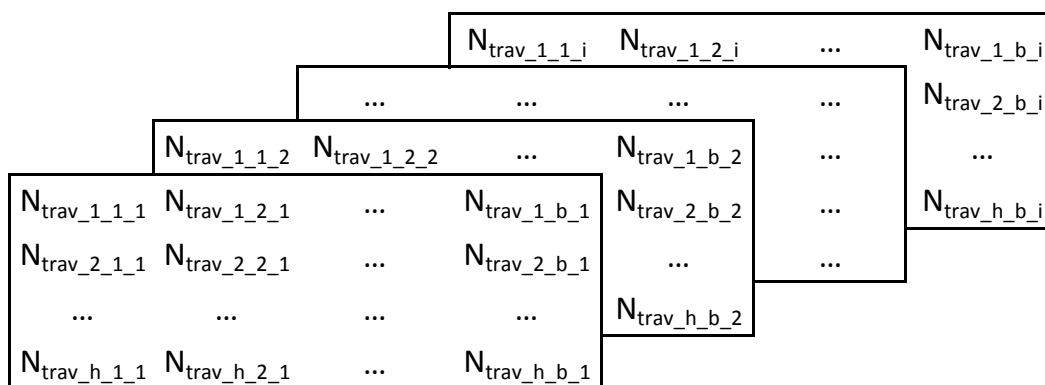 N_trav_1_1_i N_trav_1_2_i ... N_trav_1_b_i
... ... ... ... N_trav_2_b_i
N_trav_1_1_2 N_trav_1_2_2 ... N_trav_1_b_2 ... ...
N_trav_1_1_1 N_trav_1_2_1 ... N_trav_1_b_1 N_trav_2_b_2 ... N_trav_h_b_i
N_trav_2_1_1 N_trav_2_2_1 ... N_trav_2_b_1 ... ...
... ... ... ... N_trav_h_b_2
N_trav_h_1_1 N_trav_h_2_1 ... N_trav_h_b_1